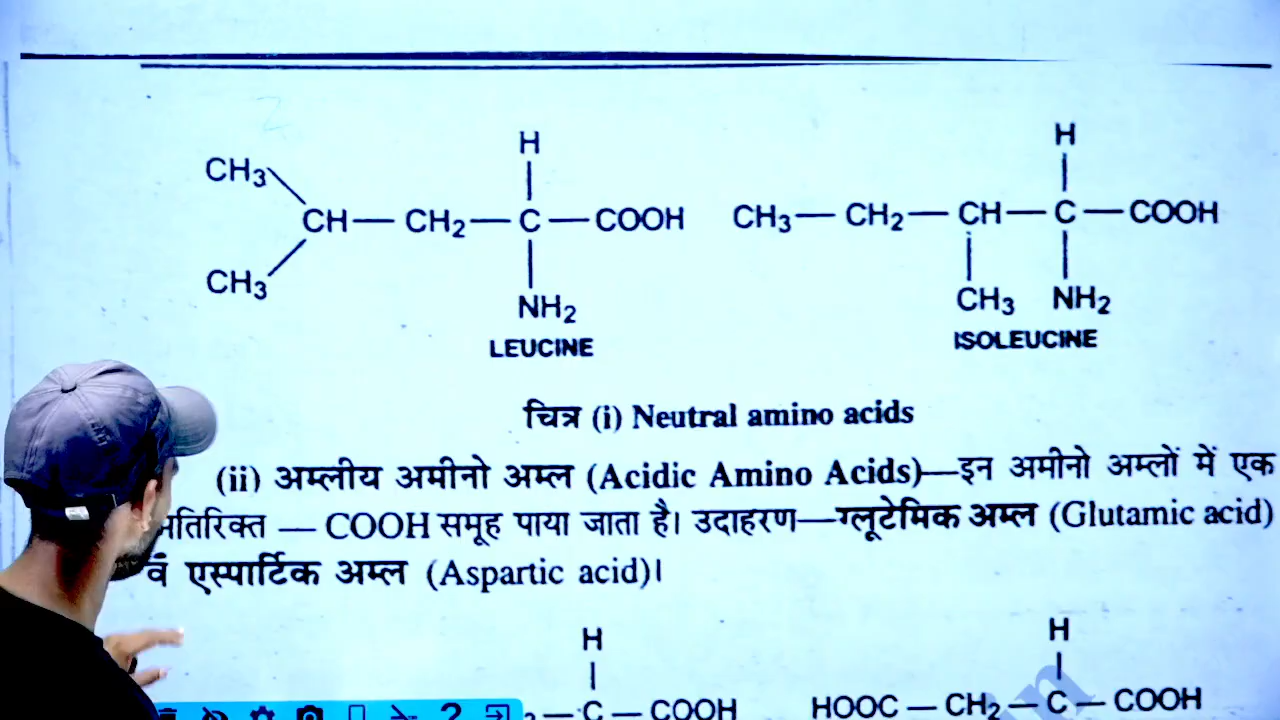 H H
CH₃
CH — CH₂ — C — COOH CH₃ — CH₂ — CH — C — COOH
CH₃
NH₂ CH₃ NH₂
LEUCINE ISOLEUCINE
चित्र (i) Neutral amino acids
(ii) अम्लीय अमीनो अम्ल (Acidic Amino Acids)—इन अमीनो अम्लों में एक
— COOH समूह पाया जाता है। उदाहरण—ग्लूटेमिक अम्ल (Glutamic acid)
एस्पार्टिक अम्ल (Aspartic acid)।
H H
— C — COOH HOOC — CH₂ — C — COOH